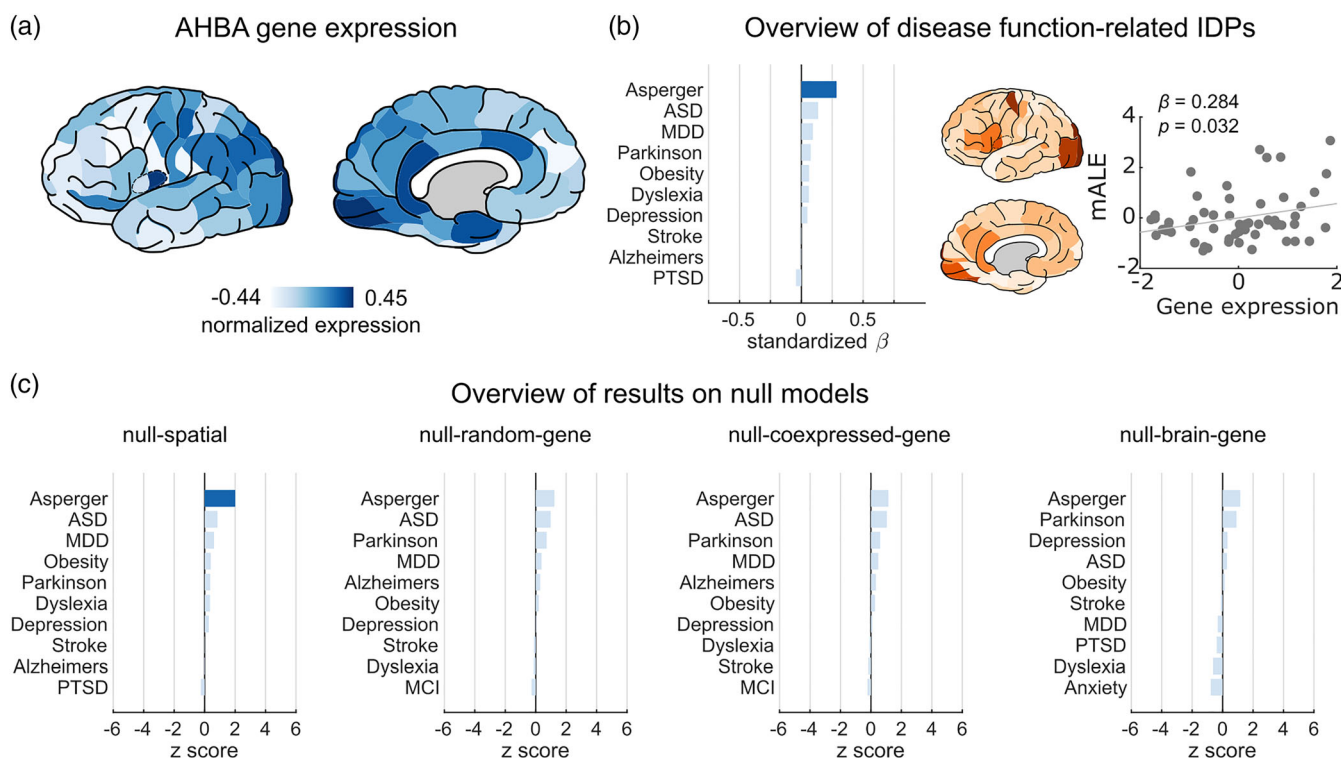 (a)
AHBA gene expression
-0.44
0.45
normalized expression
(b)
Overview of disease function-related IDPs
Asperger
ASD
MDD
Parkinson
Obesity
Dyslexia
Depression
Stroke
Alzheimers
PTSD
-0.5
0
0.5
standardized β
β = 0.284
p = 0.032
mALE
4
2
0
-2
-2
0
2
Gene expression
(c)
Overview of results on null models
null-spatial
Asperger
ASD
MDD
Obesity
Parkinson
Dyslexia
Depression
Stroke
Alzheimers
PTSD
-6 -4 -2 0 2 4 6
z score
null-random-gene
Asperger
ASD
Parkinson
MDD
Alzheimers
Obesity
Depression
Stroke
Dyslexia
MCI
-6 -4 -2 0 2 4 6
z score
null-coexpressed-gene
Asperger
ASD
Parkinson
MDD
Alzheimers
Obesity
Depression
Dyslexia
Stroke
MCI
-6 -4 -2 0 2 4 6
z score
null-brain-gene
Asperger
Parkinson
Depression
ASD
Obesity
Stroke
MDD
PTSD
Dyslexia
Anxiety
-6 -4 -2 0 2 4 6
z score